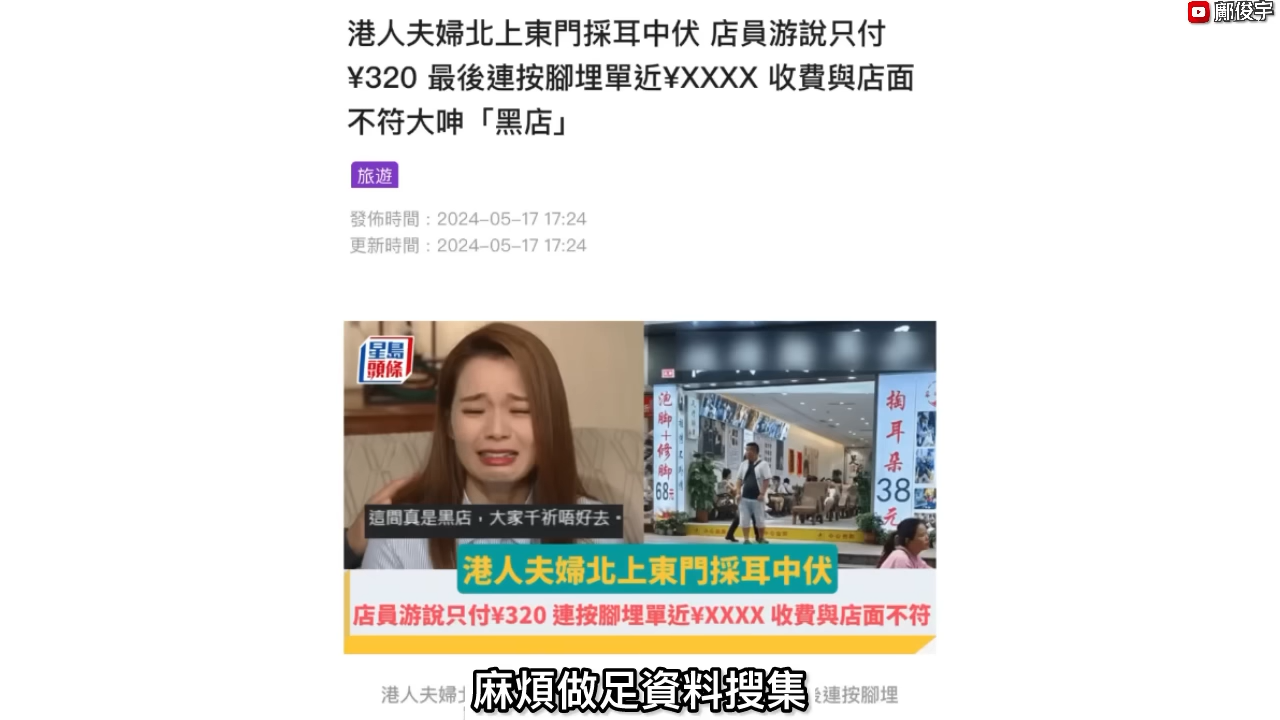 鄺俊宇
港人夫婦北上東門採耳中伏 店員游說只付
¥320 最後連按腳埋單近¥XXXX 收費與店面
不符大呻「黑店」
旅遊
發佈時間：2024-05-17 17:24
更新時間：2024-05-17 17:24
星島
頭條
泡腳+修腳
68元
掏耳朵
38
元
這間真是黑店，大家千祈唔好去。
港人夫婦北上東門採耳中伏
店員游說只付¥320 連按腳埋單近¥XXXX 收費與店面不符
港人夫
連按腳埋單
麻煩做足資料搜集